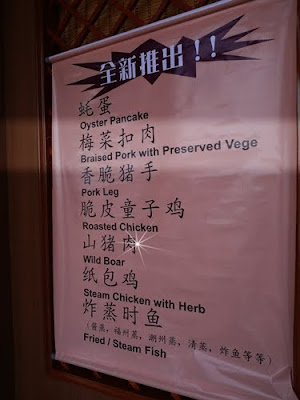 全新推出!!
蚝蛋
Oyster Pancake
梅菜扣肉
Braised Pork with Preserved Vege
香脆猪手
Pork Leg
脆皮童子鸡
Roasted Chicken
山猪肉
Wild Boar
纸包鸡
Steam Chicken with Herb
炸蒸时鱼
(酱蒸, 福州蒸, 潮州蒸, 清蒸, 炸鱼等等)
Fried / Steam Fish